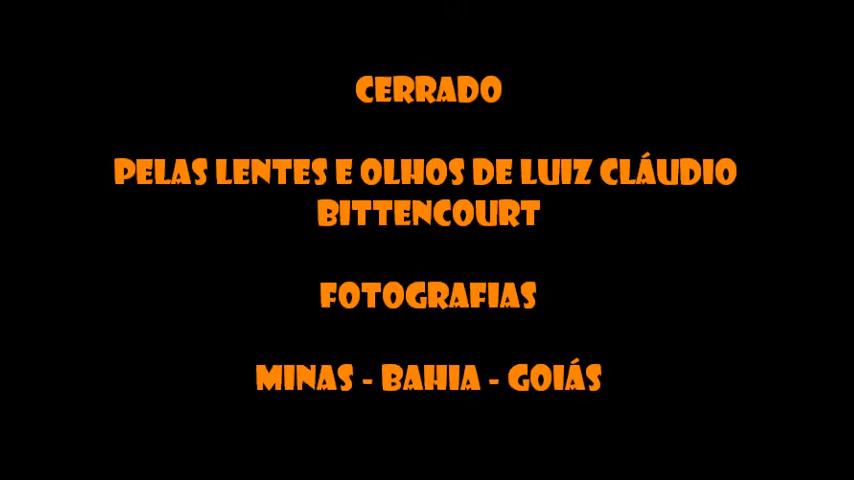 CERRADO
PELAS LENTES E OLHOS DE LUIZ CLÁUDIO
BITTENCOURT
FOTOGRAFIAS
MINAS - BAHIA - GOIÁS